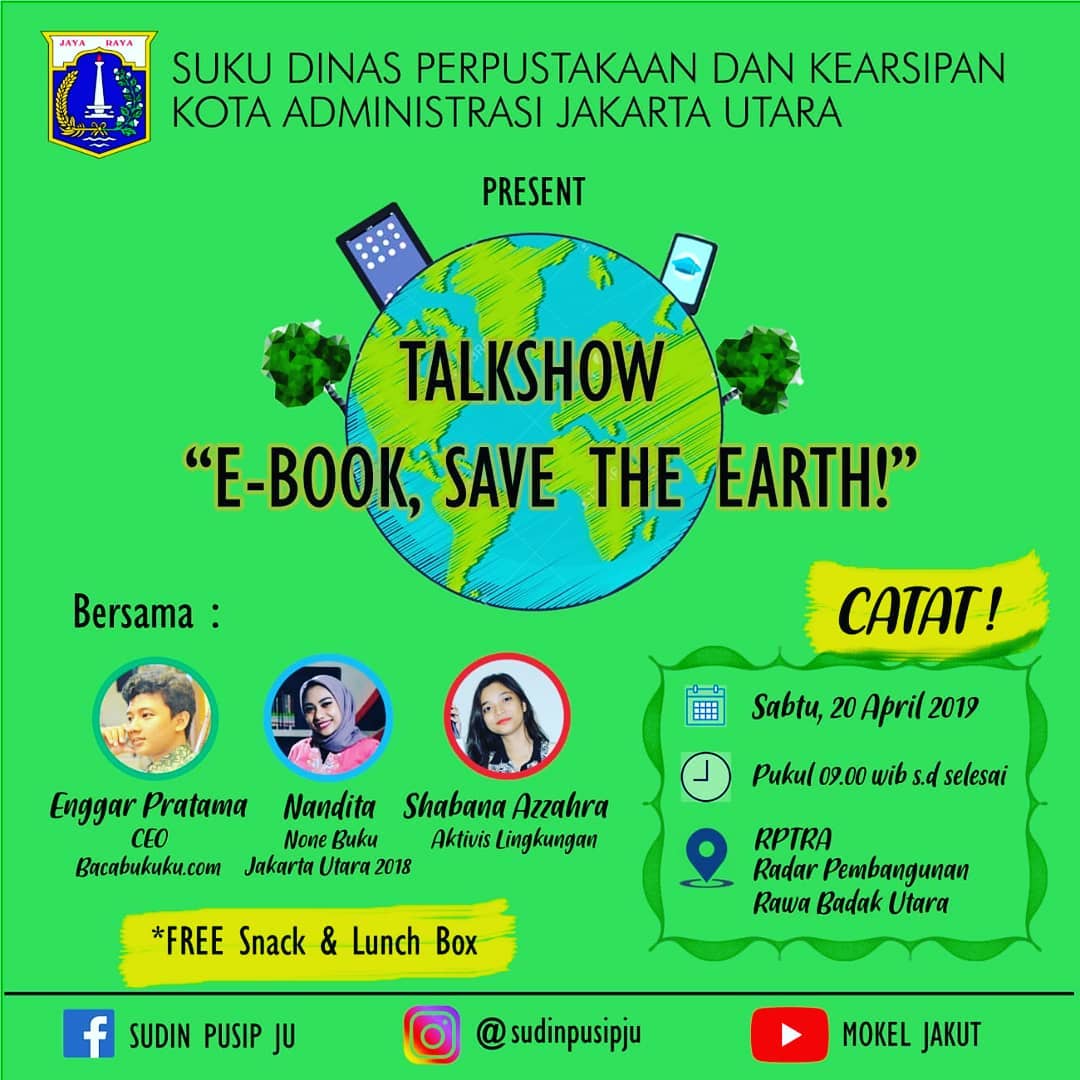 JAYA RAYA
SUKU DINAS PERPUSTAKAAN DAN KEARSIPAN
KOTA ADMINISTRASI JAKARTA UTARA
PRESENT
TALKSHOW
“E-BOOK, SAVE THE EARTH!”
Bersama :
Enggar Pratama
CEO
Bacabukuku.com
Nandita
None Buku
Jakarta Utara 2018
Shabana Azzahra
Aktivis Lingkungan
*FREE Snack & Lunch Box
CATAT!
Sabtu, 20 April 2019
Pukul 09.00 wib s.d selesai
RPTRA
Radar Pembangunan
Rawa Badak Utara
SUDIN PUSIP JU
@sudinpusipju
MOKEL JAKUT